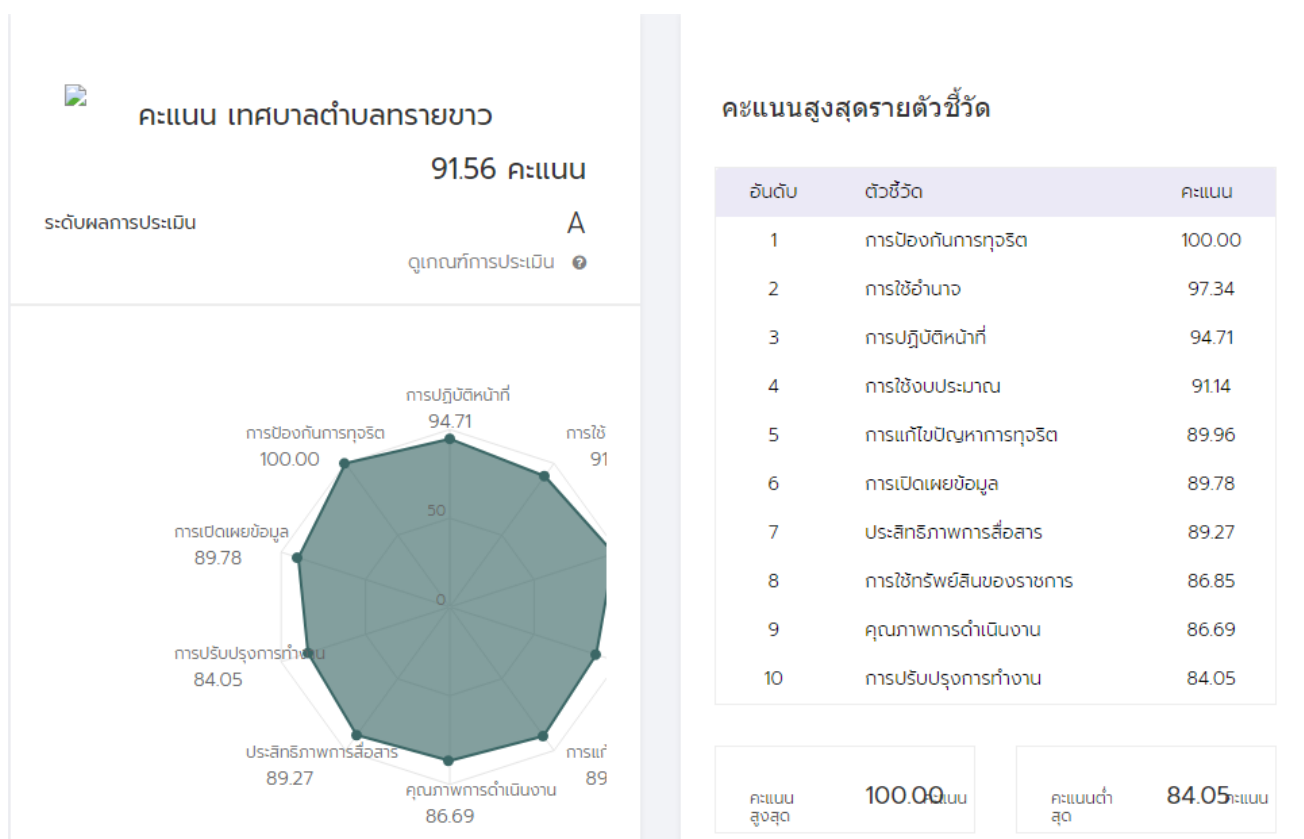 คะแนน เทศบาลตำบลทรายขาว
91.56 คะแนน
ระดับผลการประเมิน A
ดูเกณฑ์การประเมิน ?
การปฏิบัติหน้าที่
94.71
การป้องกันการทุจริต
100.00
การใช้
91
50
การเปิดเผยข้อมูล
89.78
0
การปรับปรุงการทำงาน
84.05
ประสิทธิภาพการสื่อสาร
89.27
การแก้
89
คุณภาพการดำเนินงาน
86.69
คะแนนสูงสุดรายตัวชี้วัด
อันดับ ตัวชี้วัด คะแนน
1 การป้องกันการทุจริต 100.00
2 การใช้อำนาจ 97.34
3 การปฏิบัติหน้าที่ 94.71
4 การใช้งบประมาณ 91.14
5 การแก้ไขปัญหาการทุจริต 89.96
6 การเปิดเผยข้อมูล 89.78
7 ประสิทธิภาพการสื่อสาร 89.27
8 การใช้ทรัพย์สินของราชการ 86.85
9 คุณภาพการดำเนินงาน 86.69
10 การปรับปรุงการทำงาน 84.05
คะแนน
สูงสุด
100.00 คะแนน
คะแนนต่ำ
สุด
84.05 คะแนน